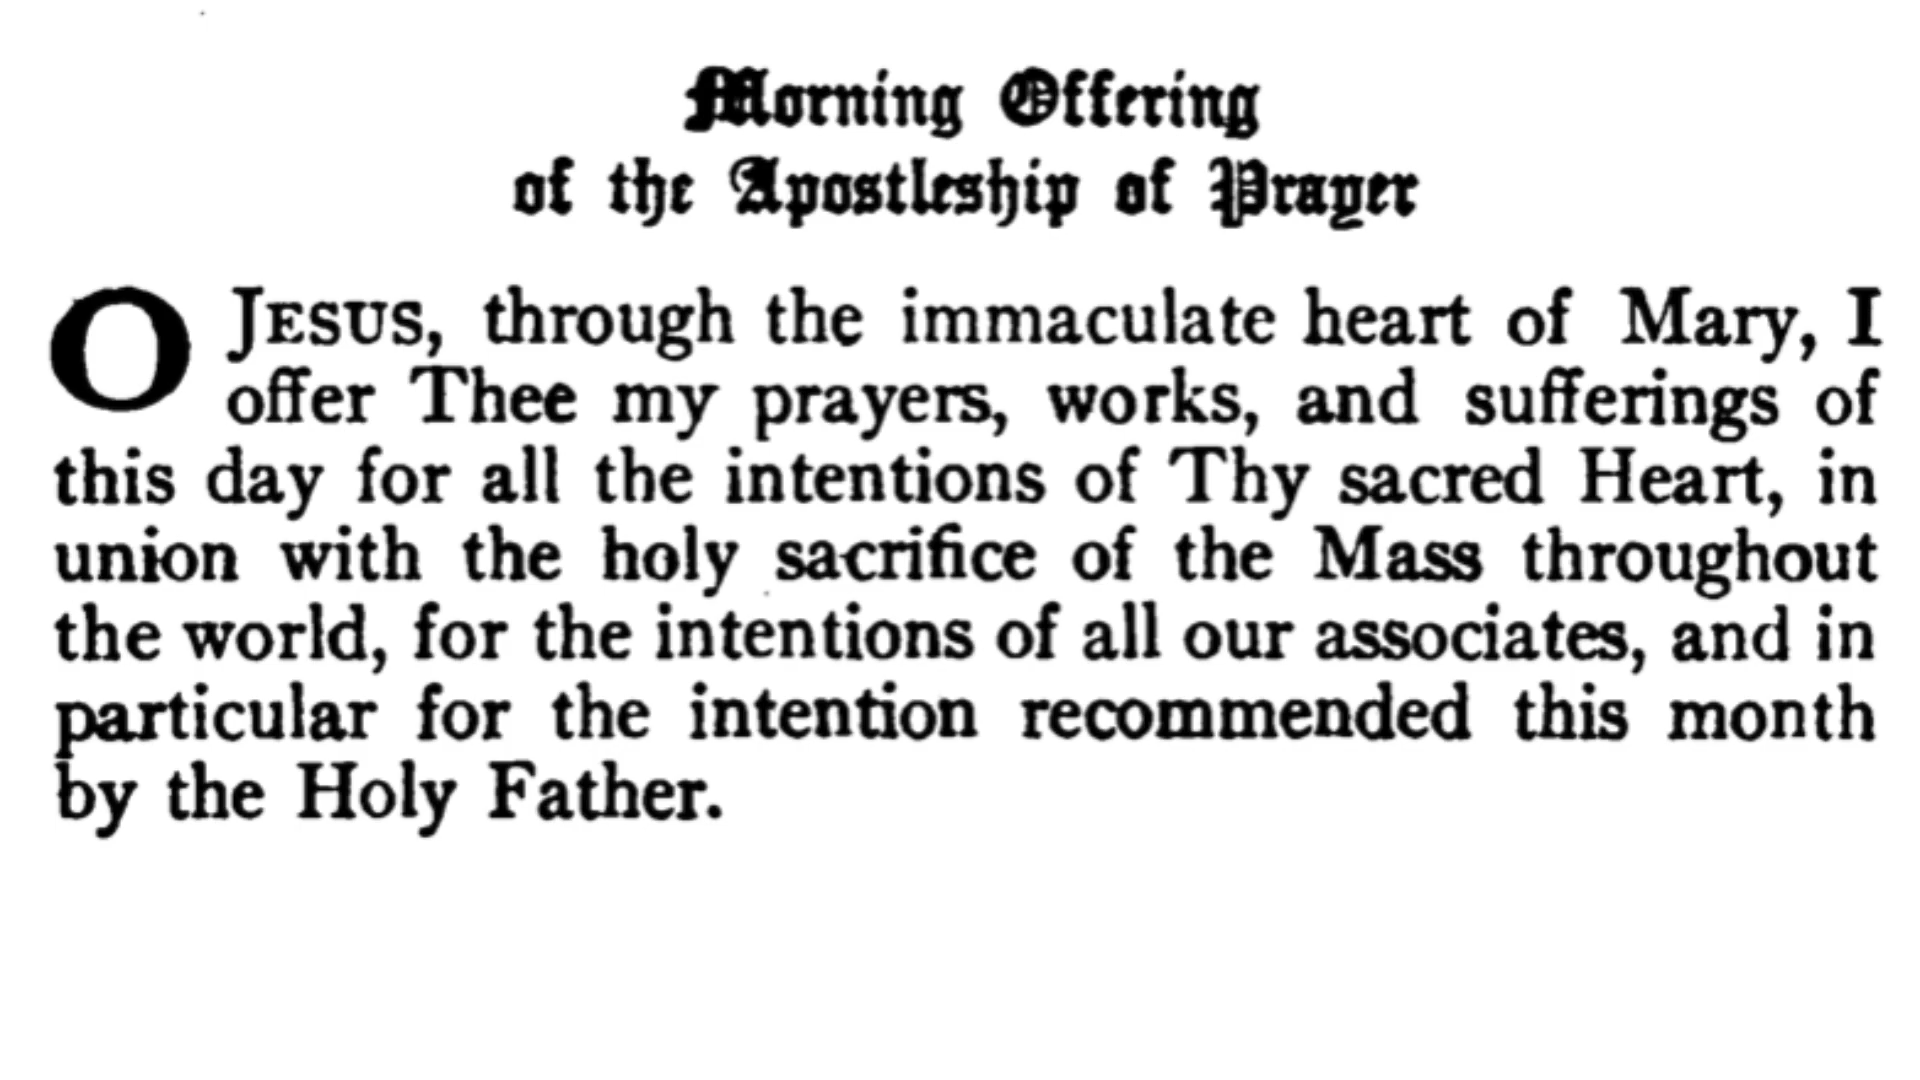 Morning Offering
of the Apostleship of Prayer
O JESUS, through the immaculate heart of Mary, I
offer Thee my prayers, works, and sufferings of
this day for all the intentions of Thy sacred Heart, in
union with the holy sacrifice of the Mass throughout
the world, for the intentions of all our associates, and in
particular for the intention recommended this month
by the Holy Father.